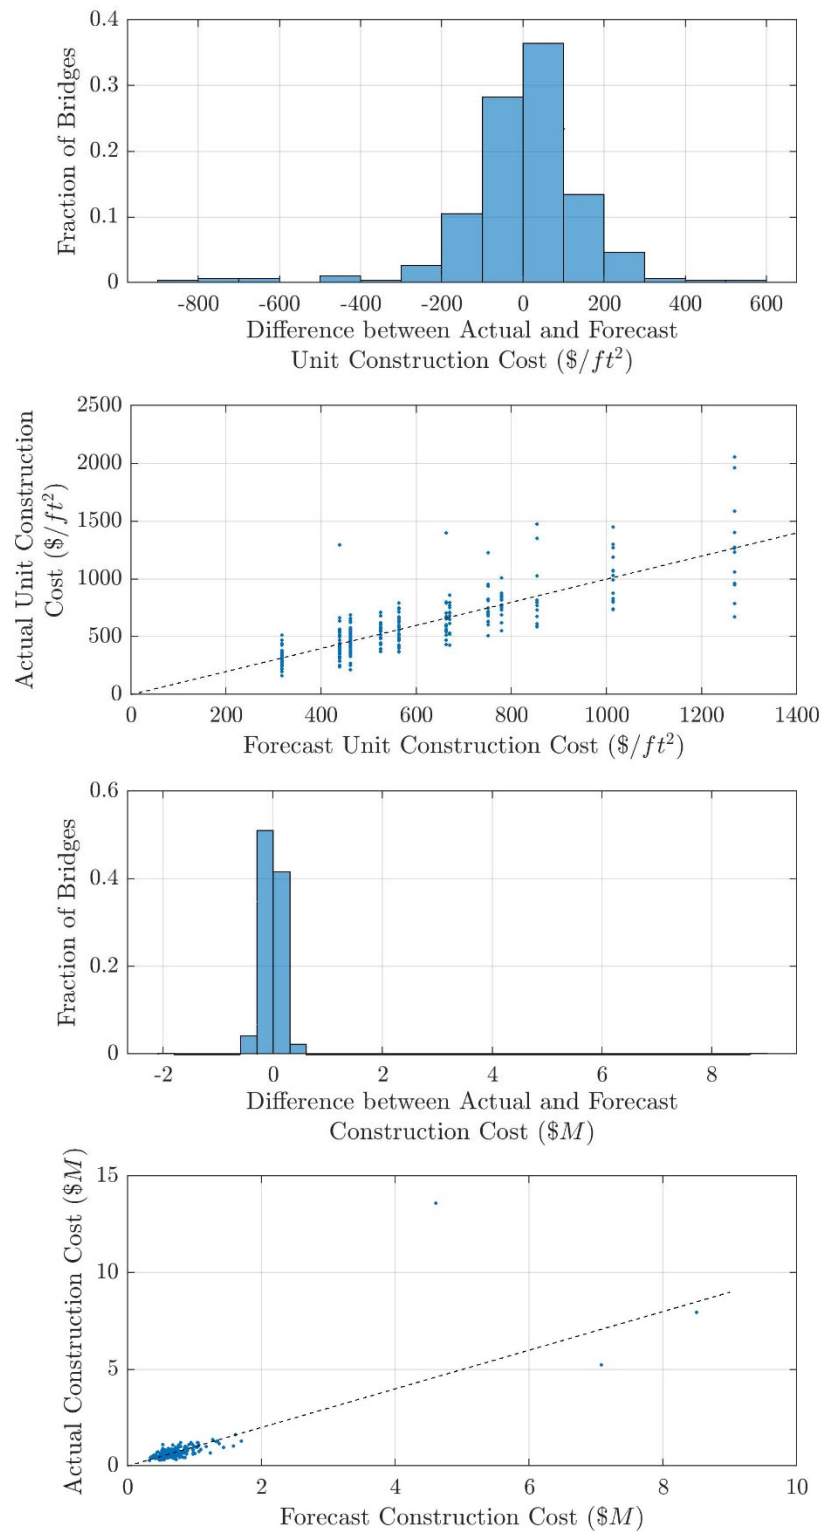 0.4
0.3
0.2
0.1
0
Fraction of Bridges
-800 -600 -400 -200 0 200 400 600
Difference between Actual and Forecast
Unit Construction Cost ($/ft²)
2500
2000
1500
1000
500
0
Actual Unit Construction
Cost ($/ft²)
0 200 400 600 800 1000 1200 1400
Forecast Unit Construction Cost ($/ft²)
0.6
0.4
0.2
0
Fraction of Bridges
-2 0 2 4 6 8
Difference between Actual and Forecast
Construction Cost ($M)
15
10
5
0
Actual Construction Cost ($M)
0 2 4 6 8 10
Forecast Construction Cost ($M)